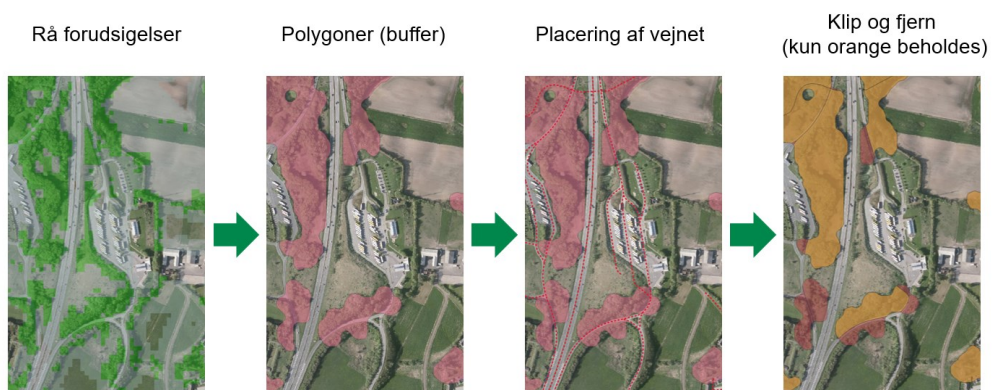 Rå forudsigelser
Polygoner (buffer)
Placering af vejnet
Klip og fjern
(kun orange beholdes)